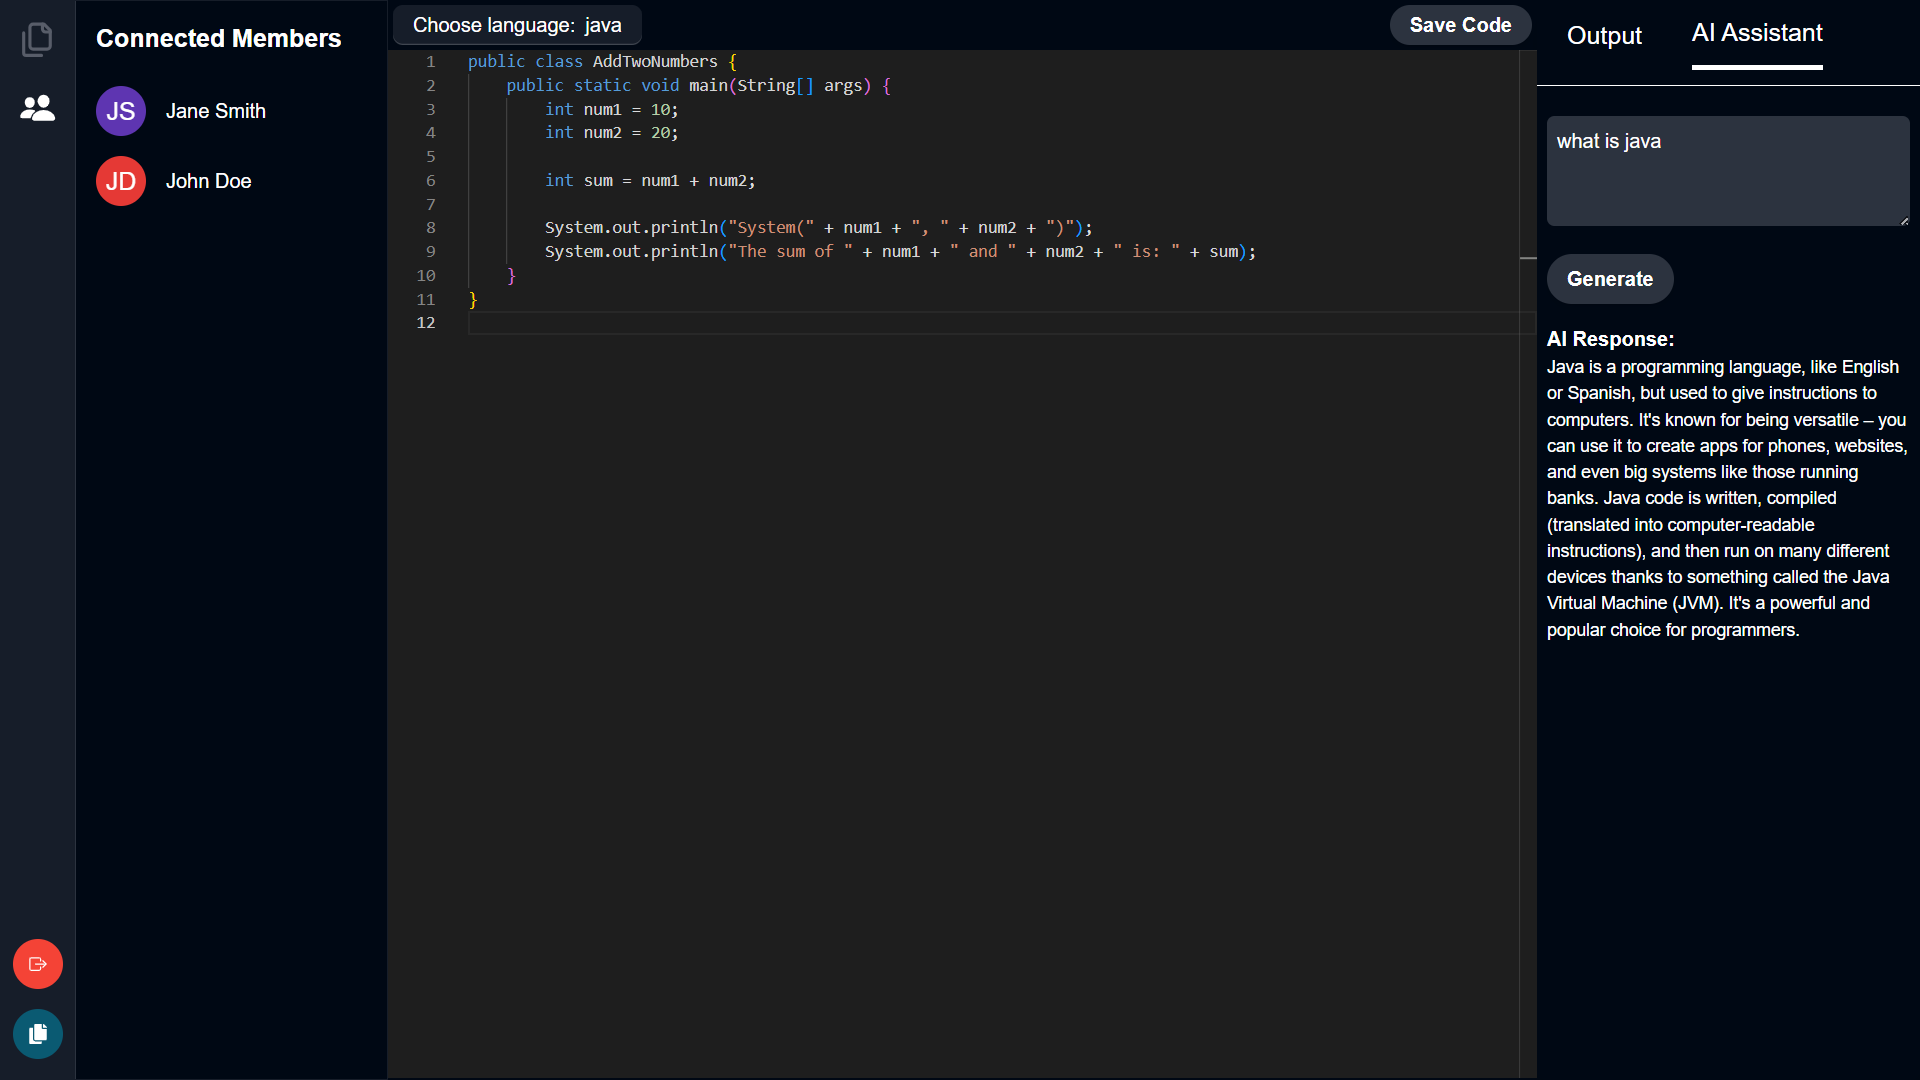 Connected Members
JS Jane Smith
JD John Doe
Choose language: java
Save Code
1 public class AddTwoNumbers {
2     public static void main(String[] args) {
3         int num1 = 10;
4         int num2 = 20;
5
6         int sum = num1 + num2;
7
8         System.out.println("System(" + num1 + ", " + num2 + ")");
9         System.out.println("The sum of " + num1 + " and " + num2 + " is: " + sum);
10     }
11 }
12
Output
AI Assistant
what is java
Generate
AI Response:
Java is a programming language, like English
or Spanish, but used to give instructions to
computers. It's known for being versatile – you
can use it to create apps for phones, websites,
and even big systems like those running
banks. Java code is written, compiled
(translated into computer-readable
instructions), and then run on many different
devices thanks to something called the Java
Virtual Machine (JVM). It's a powerful and
popular choice for programmers.